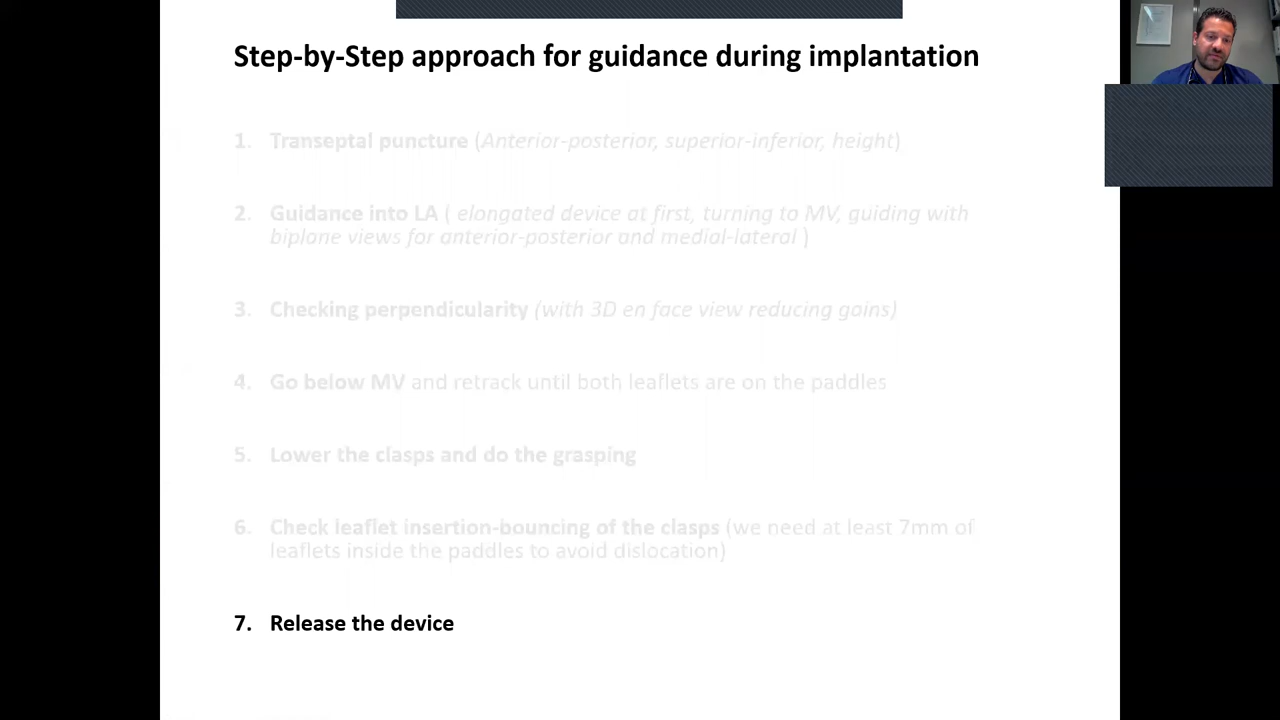 Step-by-Step approach for guidance during implantation
1. Transeptal puncture (Anterior-posterior, superior-inferior, height)
2. Guidance into LA ( elongated device at first, turning to MV, guiding with
biplane views for anterior-posterior and medial-lateral )
3. Checking perpendicularity (with 3D en face view reducing gains)
4. Go below MV and retrack until both leaflets are on the paddles
5. Lower the clasps and do the grasping
6. Check leaflet insertion-bouncing of the clasps (we need at least 7mm of
leaflets inside the paddles to avoid dislocation)
7. Release the device